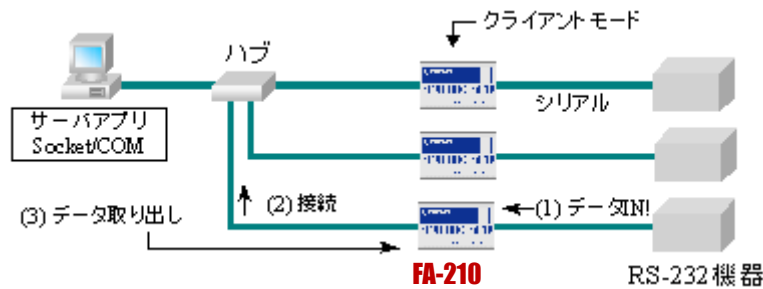 クライアントモード
ハブ
シリアル
サーバアプリ
Socket/COM
(2) 接続
(1) データIN!
(3) データ取り出し
FA-210
RS-232機器